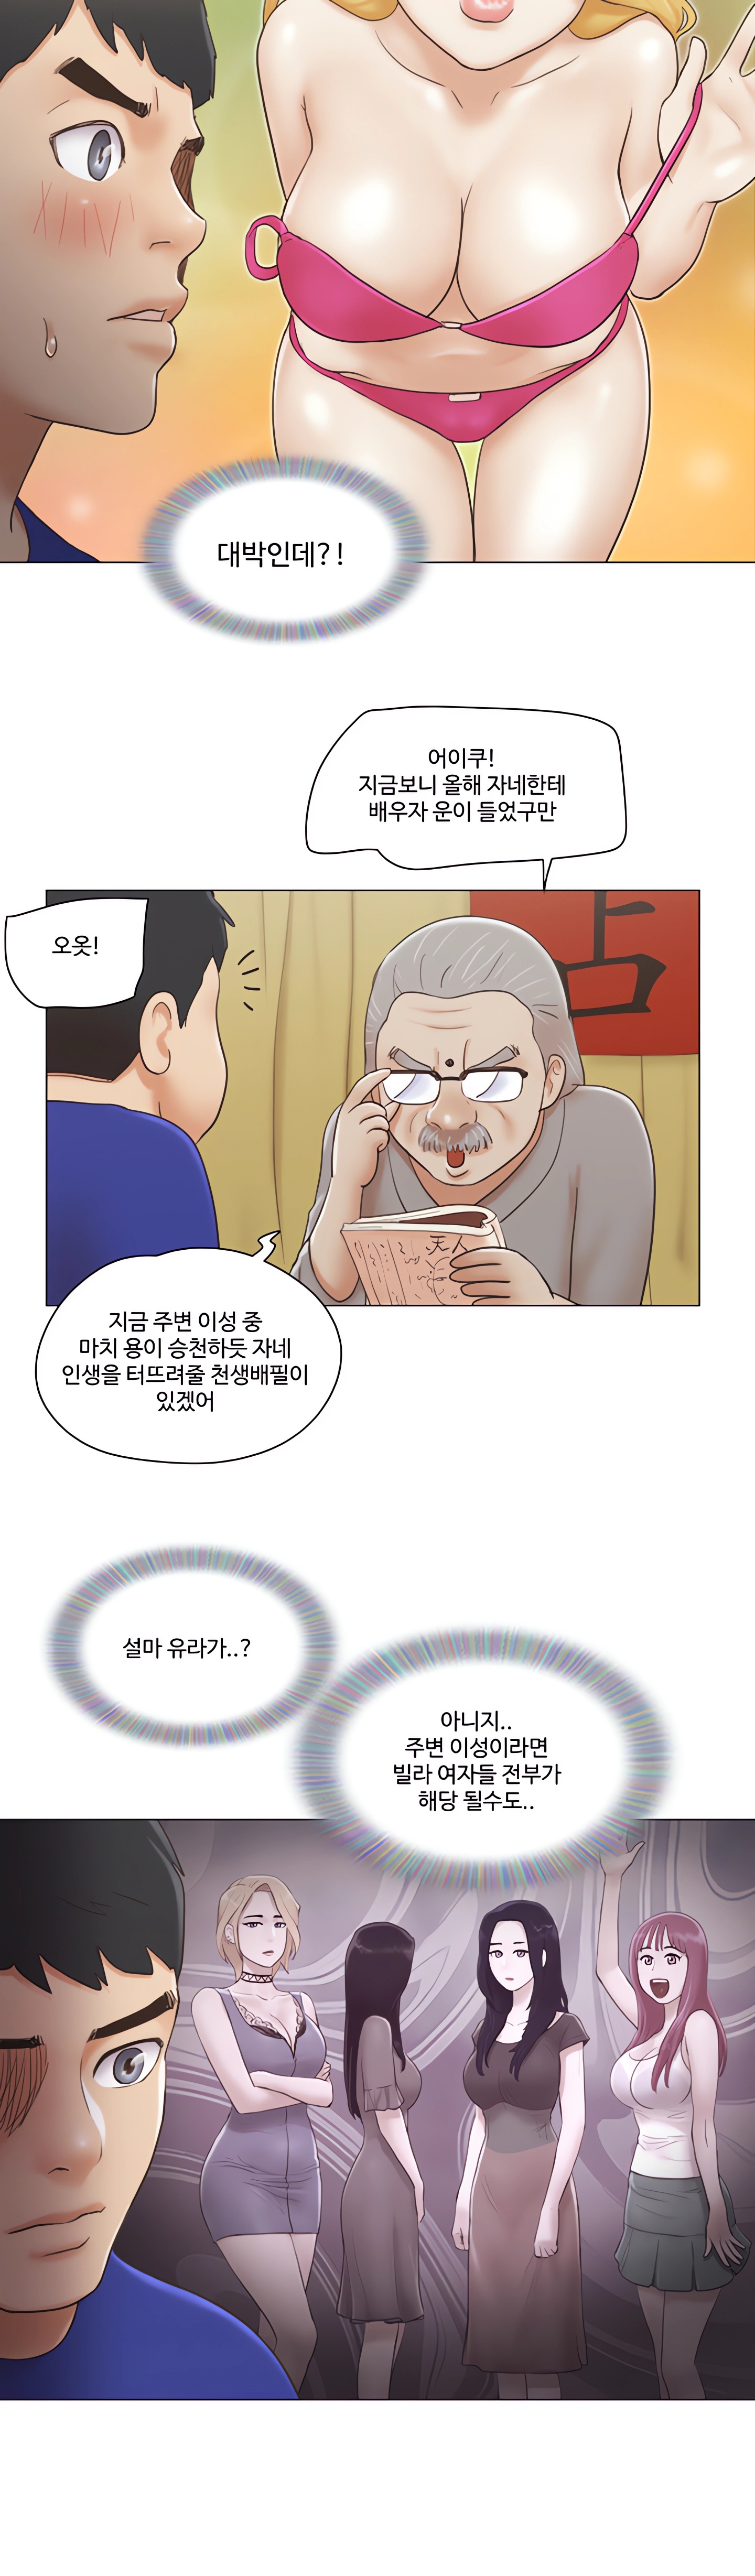 대박인데?!
어이쿠!
지금보니 올해 자네한테
배우자 운이 들었구만
오옷!
占
天人
지금 주변 이성 중
마치 용이 승천하듯 자네
인생을 터뜨려줄 천생배필이
있겠어
설마 유라가..?
아니지..
주변 이성이라면
빌라 여자들 전부가
해당 될수도..